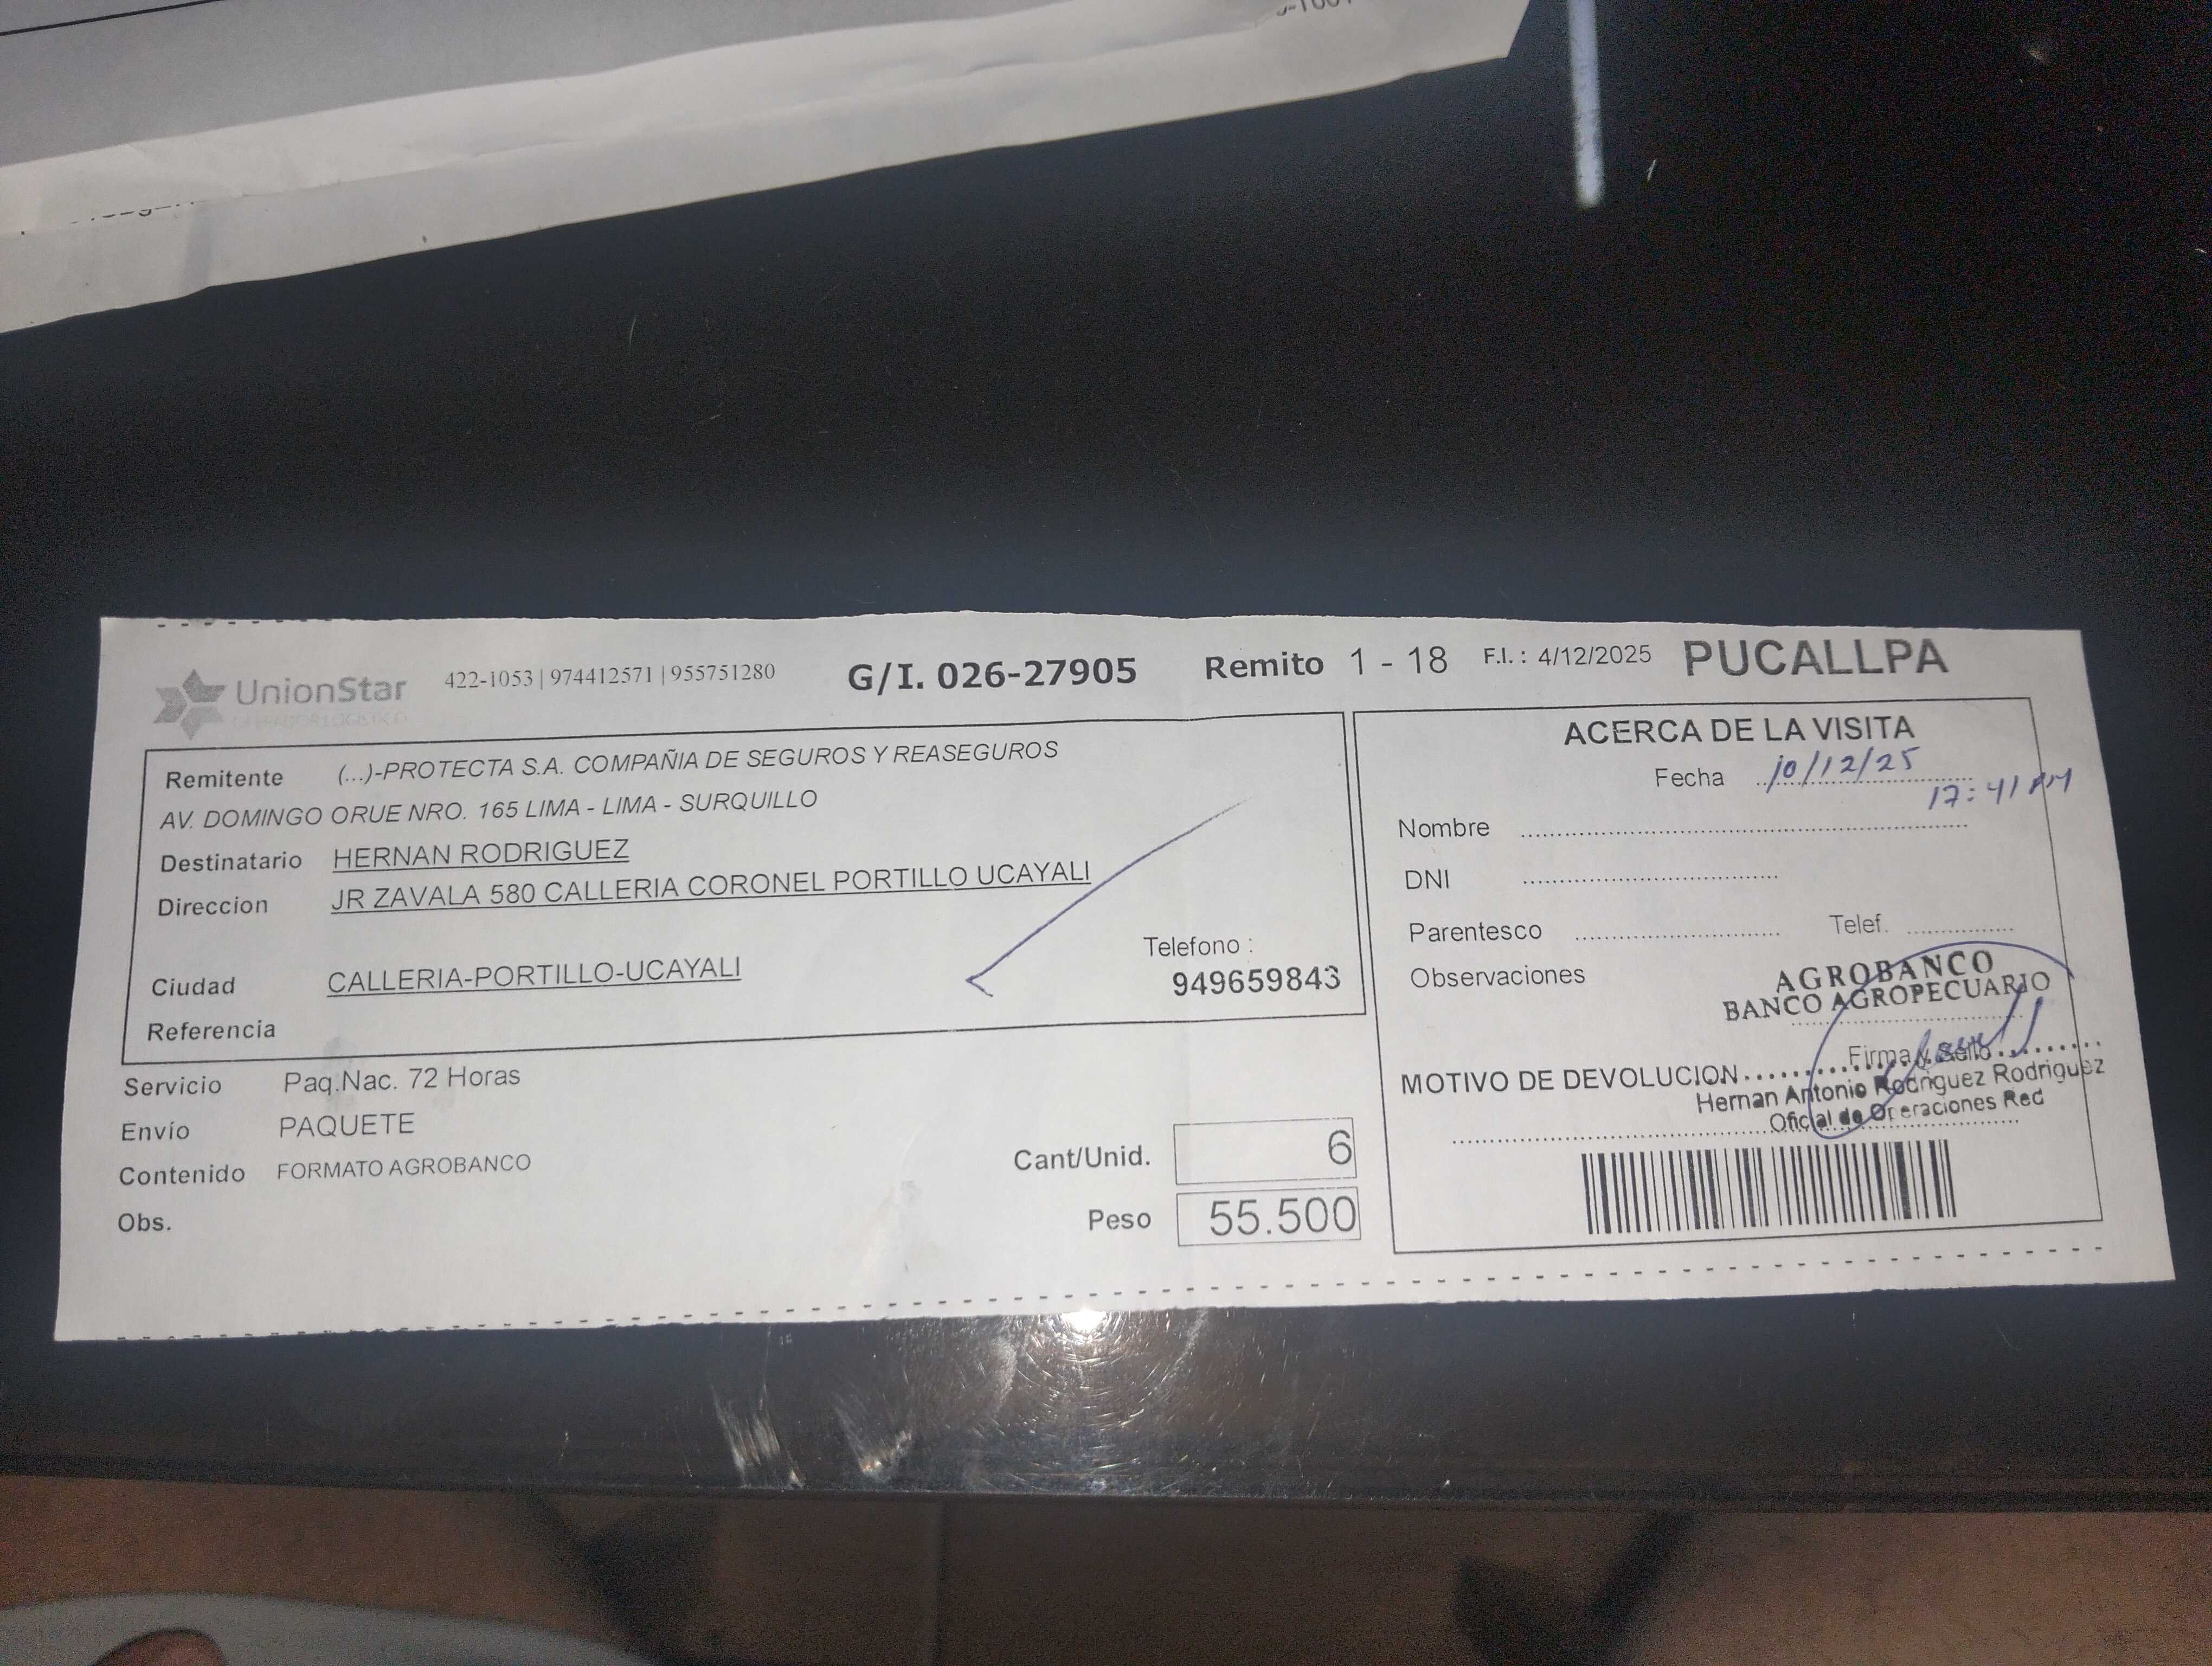 UnionStar
OPERADOR LOGISTICO
422-1053 | 974412571 | 955751280
G/I. 026-27905
Remito 1 - 18
F.I. : 4/12/2025
PUCALLPA
Remitente (...)-PROTECTA S.A. COMPAÑIA DE SEGUROS Y REASEGUROS
AV. DOMINGO ORUE NRO. 165 LIMA - LIMA - SURQUILLO
Destinatario HERNAN RODRIGUEZ
Direccion JR ZAVALA 580 CALLERIA CORONEL PORTILLO UCAYALI
Telefono :
Ciudad CALLERIA-PORTILLO-UCAYALI 949659843
Referencia
Servicio Paq.Nac. 72 Horas
Envío PAQUETE
Contenido FORMATO AGROBANCO
Obs.
Cant/Unid. 6
Peso 55.500
ACERCA DE LA VISITA
Fecha 10/12/25
17:41 PM
Nombre
DNI
Parentesco Telef.
Observaciones
AGROBANCO
BANCO AGROPECUARIO
Firma y Sello
MOTIVO DE DEVOLUCION
Hernan Antonio Rodriguez Rodriguez
Oficial de Operaciones Red